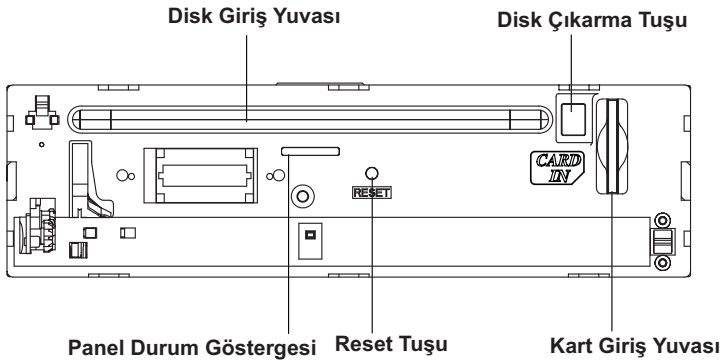 Disk Giriş Yuvası
Disk Çıkarma Tuşu
CARD
IN
RESET
Panel Durum Göstergesi
Reset Tuşu
Kart Giriş Yuvası